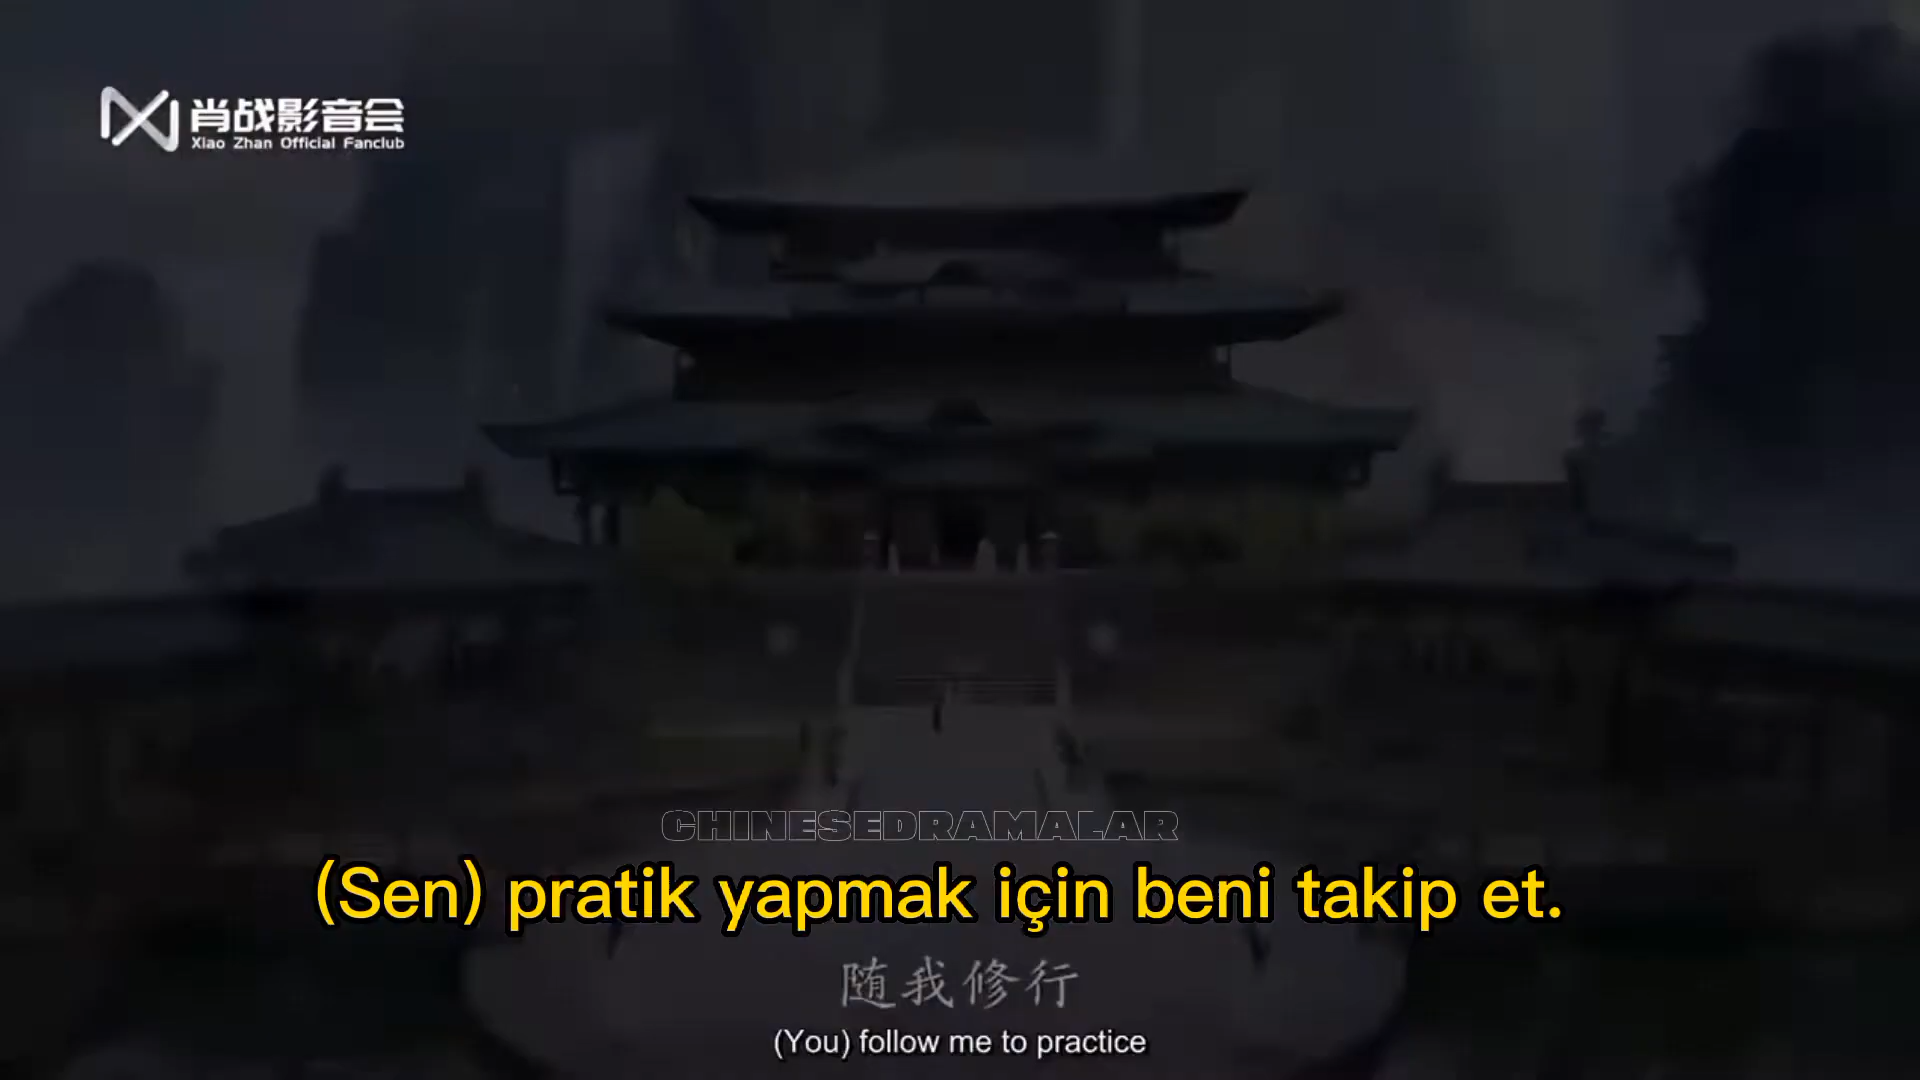 肖战影音会
Xiao Zhan Official Fanclub
CHINESEDRAMALAR
(Sen) pratik yapmak için beni takip et.
随我修行
(You) follow me to practice